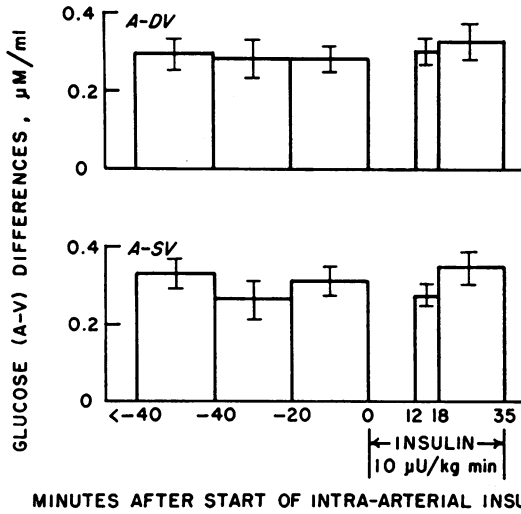 GLUCOSE (A-V) DIFFERENCES, µM/ml
A-DV
0.4
0.2
0
A-SV
0.4
0.2
0
<-40 -40 -20 0 12 18 35
INSULIN
10 µU/kg min
MINUTES AFTER START OF INTRA-ARTERIAL INSU